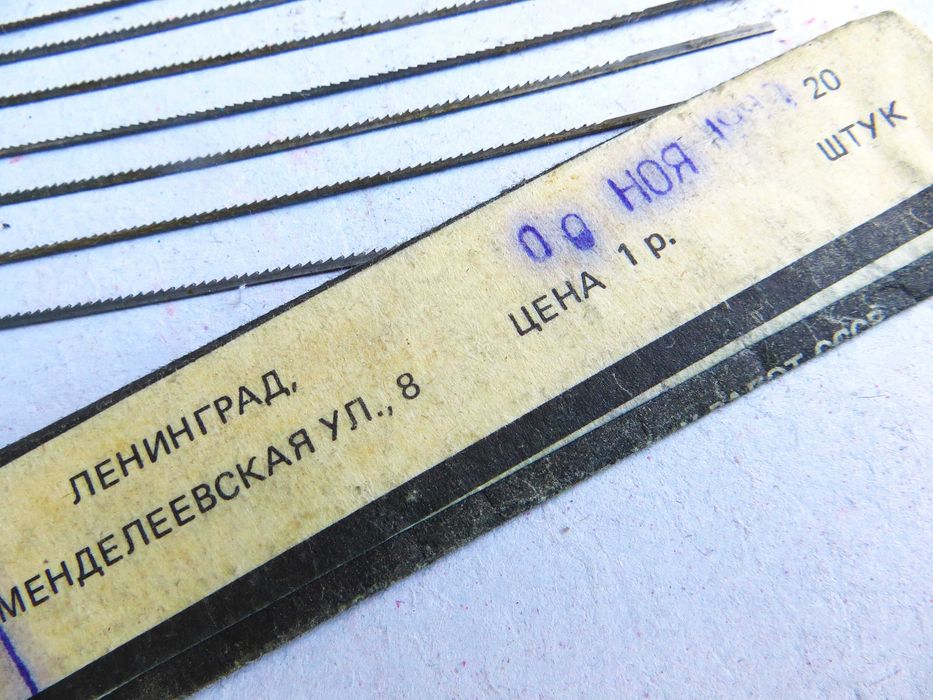 20
ШТУК
НОЯ
ЦЕНА 1 р.
ЛЕНИНГРАД,
МЕНДЕЛЕЕВСКАЯ УЛ., 8